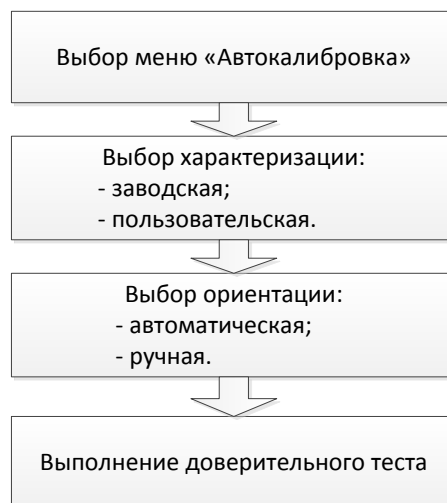 Выбор меню «Автокалибровка»
Выбор характеризации:
- заводская;
- пользовательская.
Выбор ориентации:
- автоматическая;
- ручная.
Выполнение доверительного теста